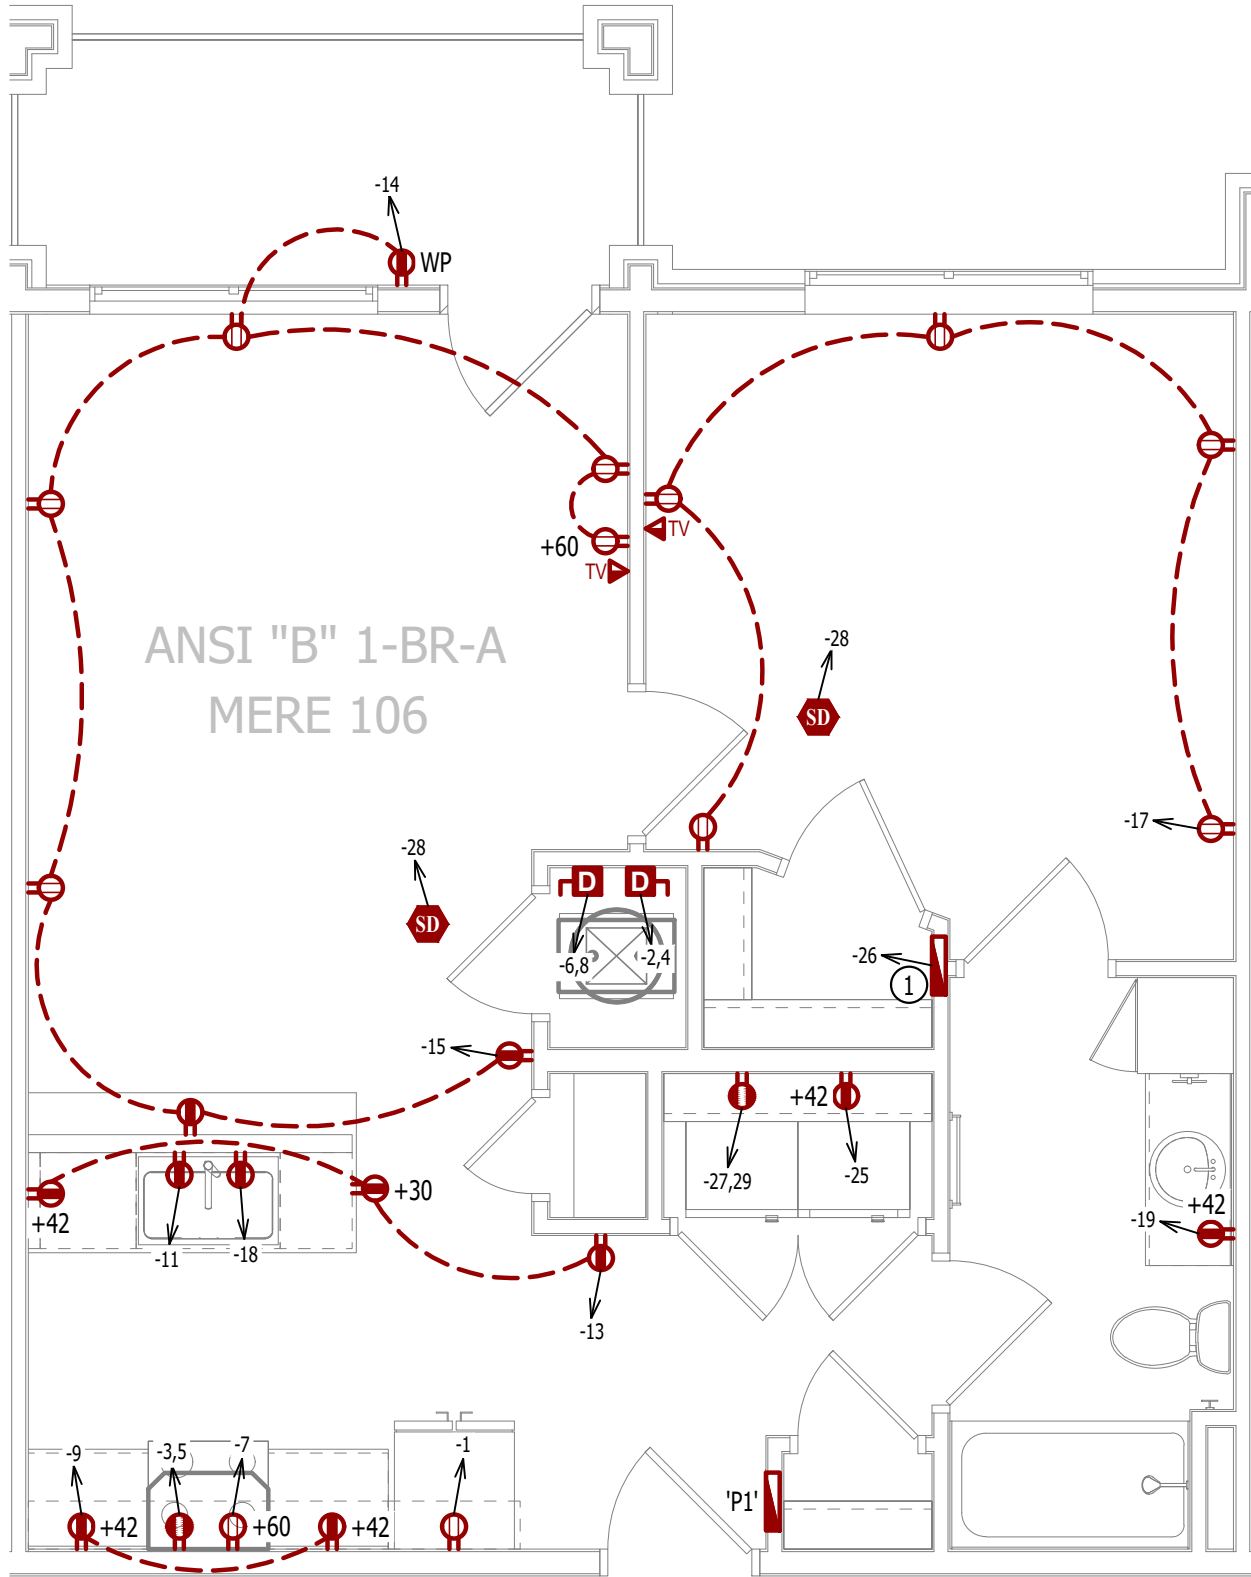 -14
WP
+60
TV
TV
ANSI "B" 1-BR-A
MERE 106
-28
SD
-17
-28
SD
D
D
-6,8
-2,4
-26
1
-15
+42
-27,29
-25
+42
+30
-11
-18
-13
+42
-19
-9
-3,5
-7
-1
+42
+60
+42
'P1'